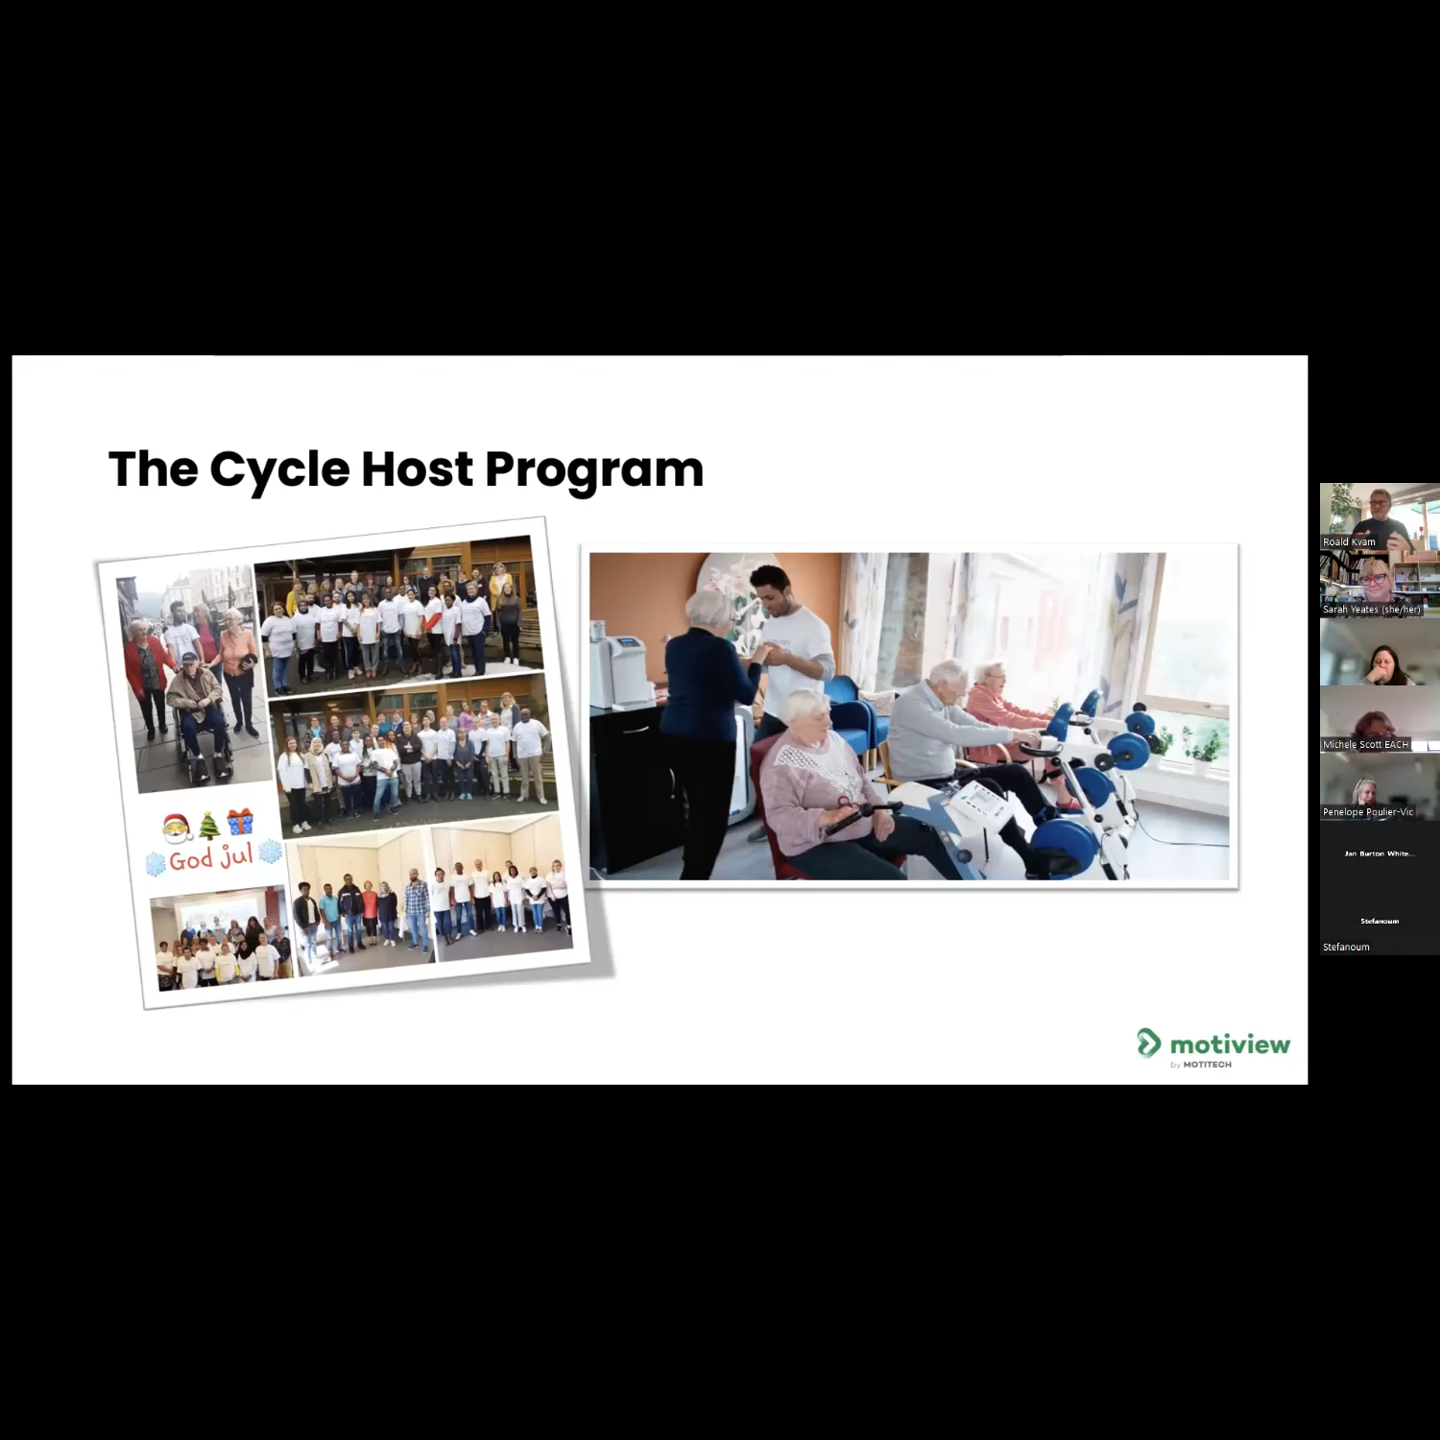 The Cycle Host Program
God jul
motiview
by MOTITECH
Roald Kvam
Sarah Yeates (she/her)
Michele Scott EACH
Penelope Poulier-Vic
Jan Burton White...
Stefanoum
Stefanoum